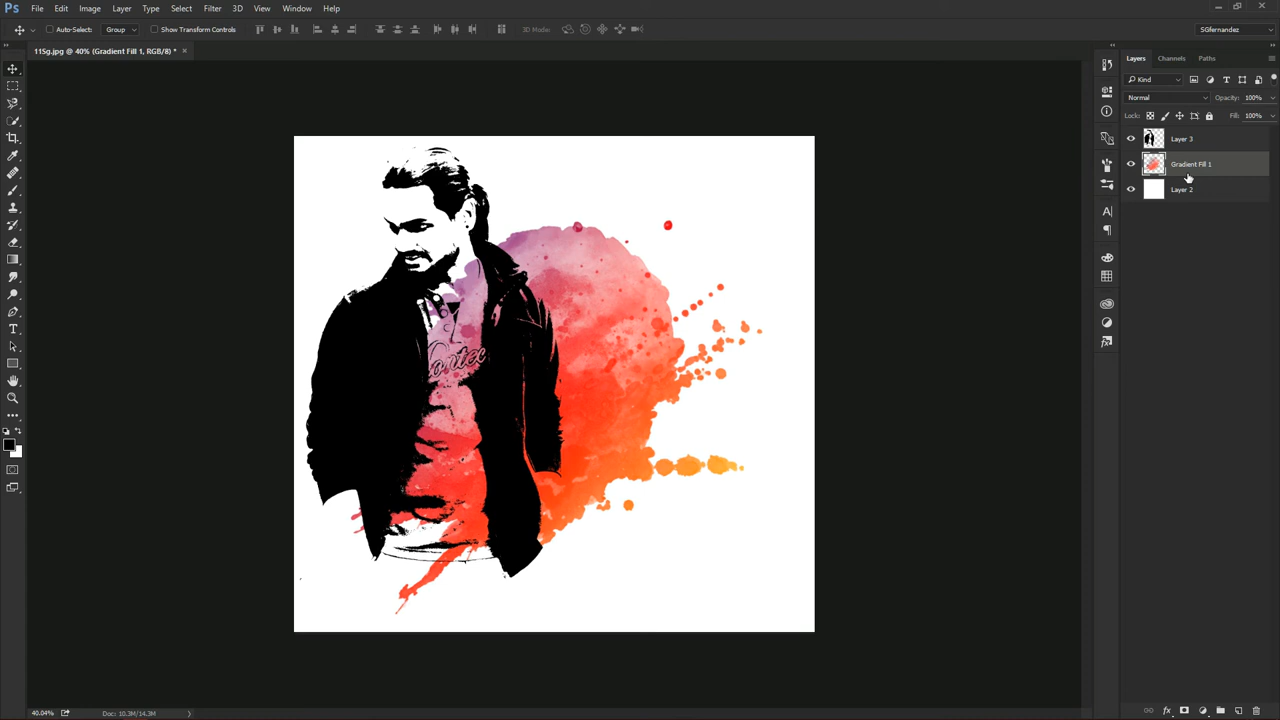 Ps File Edit Image Layer Type Select Filter 3D View Window Help
Auto-Select: Group Show Transform Controls 3D Mode: SGfernandez
11Sg.jpg @ 40% (Gradient Fill 1, RGB/8) * ×
Layers Channels Paths
Kind
Normal Opacity: 100%
Lock: Fill: 100%
Layer 3
Gradient Fill 1
Layer 2
40.04% Doc: 10.3M/14.3M